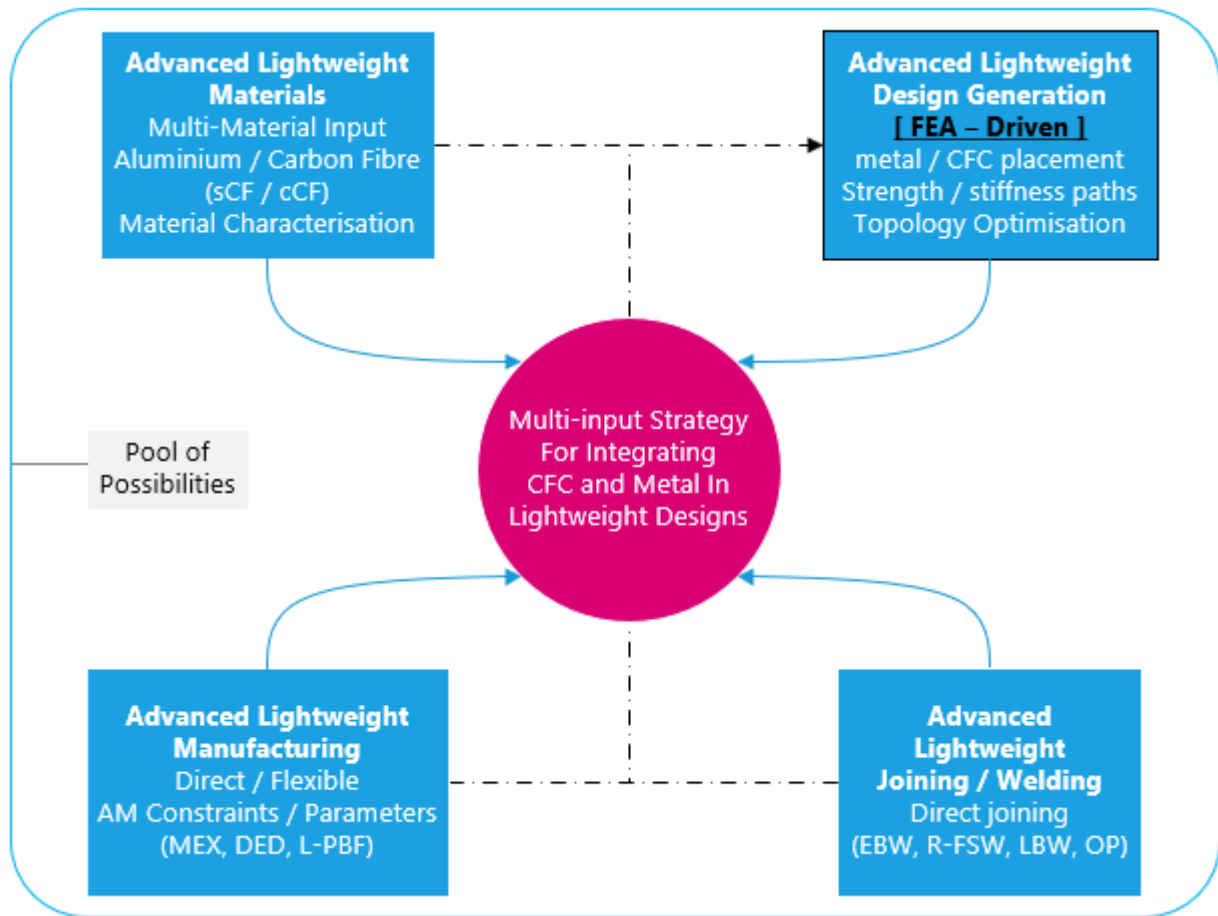 Advanced Lightweight
Materials
Multi-Material Input
Aluminium / Carbon Fibre
(sCF / cCF)
Material Characterisation
Advanced Lightweight
Design Generation
[ FEA – Driven ]
metal / CFC placement
Strength / stiffness paths
Topology Optimisation
Multi-input Strategy
For Integrating
CFC and Metal In
Lightweight Designs
Pool of
Possibilities
Advanced Lightweight
Manufacturing
Direct / Flexible
AM Constraints / Parameters
(MEX, DED, L-PBF)
Advanced
Lightweight
Joining / Welding
Direct joining
(EBW, R-FSW, LBW, OP)